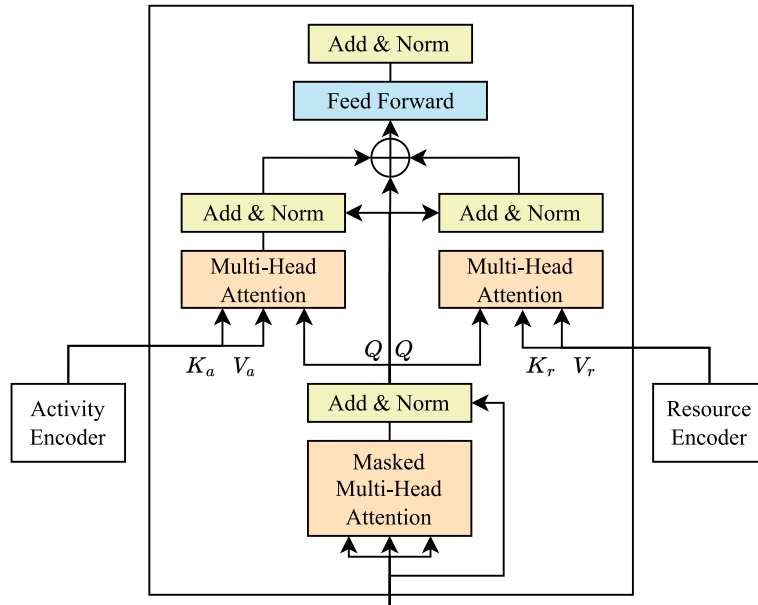 Add & Norm
Feed Forward
Add & Norm
Add & Norm
Multi-Head
Attention
Multi-Head
Attention
K_a V_a
Q Q
K_r V_r
Activity
Encoder
Add & Norm
Resource
Encoder
Masked
Multi-Head
Attention